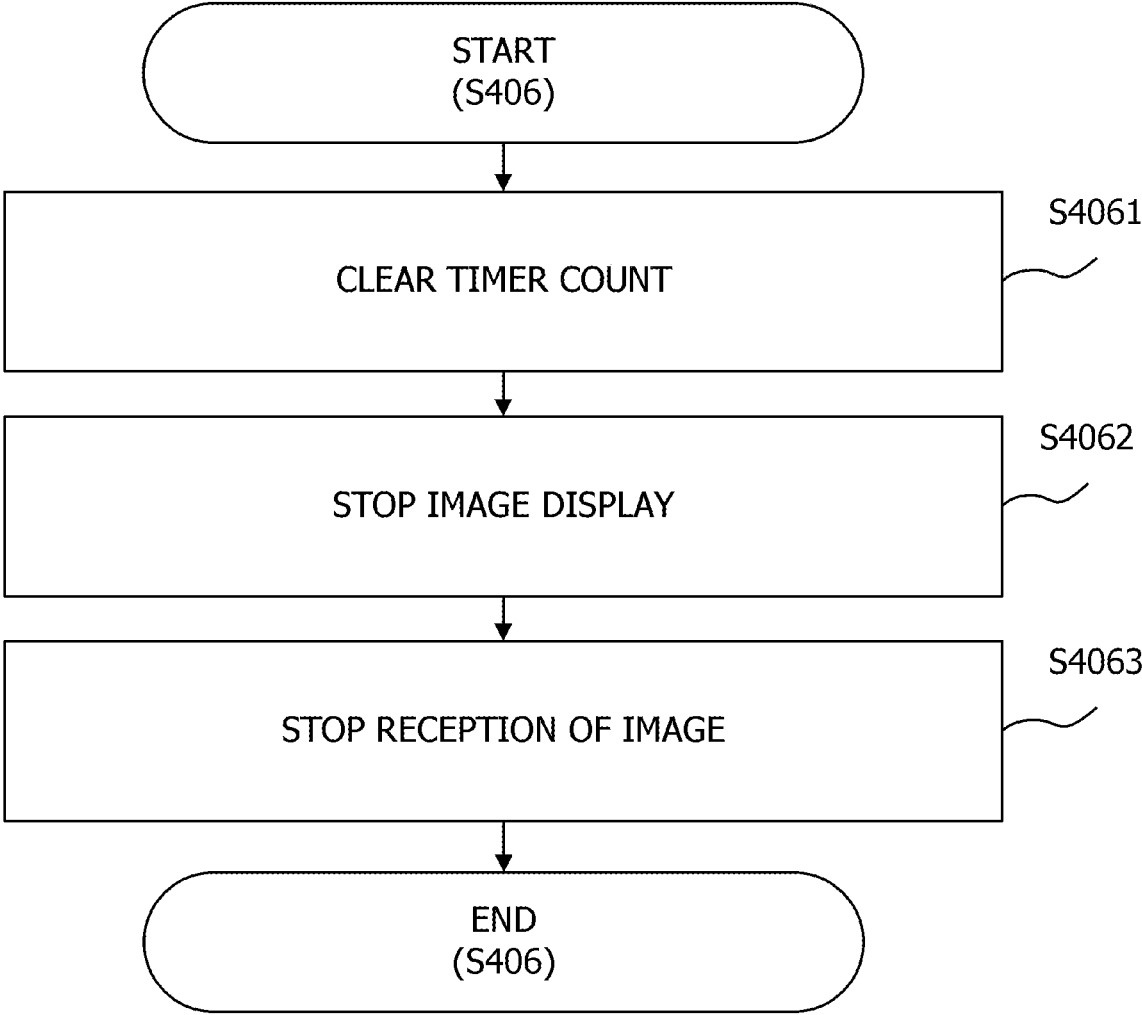 START
(S406)
S4061
CLEAR TIMER COUNT
S4062
STOP IMAGE DISPLAY
S4063
STOP RECEPTION OF IMAGE
END
(S406)